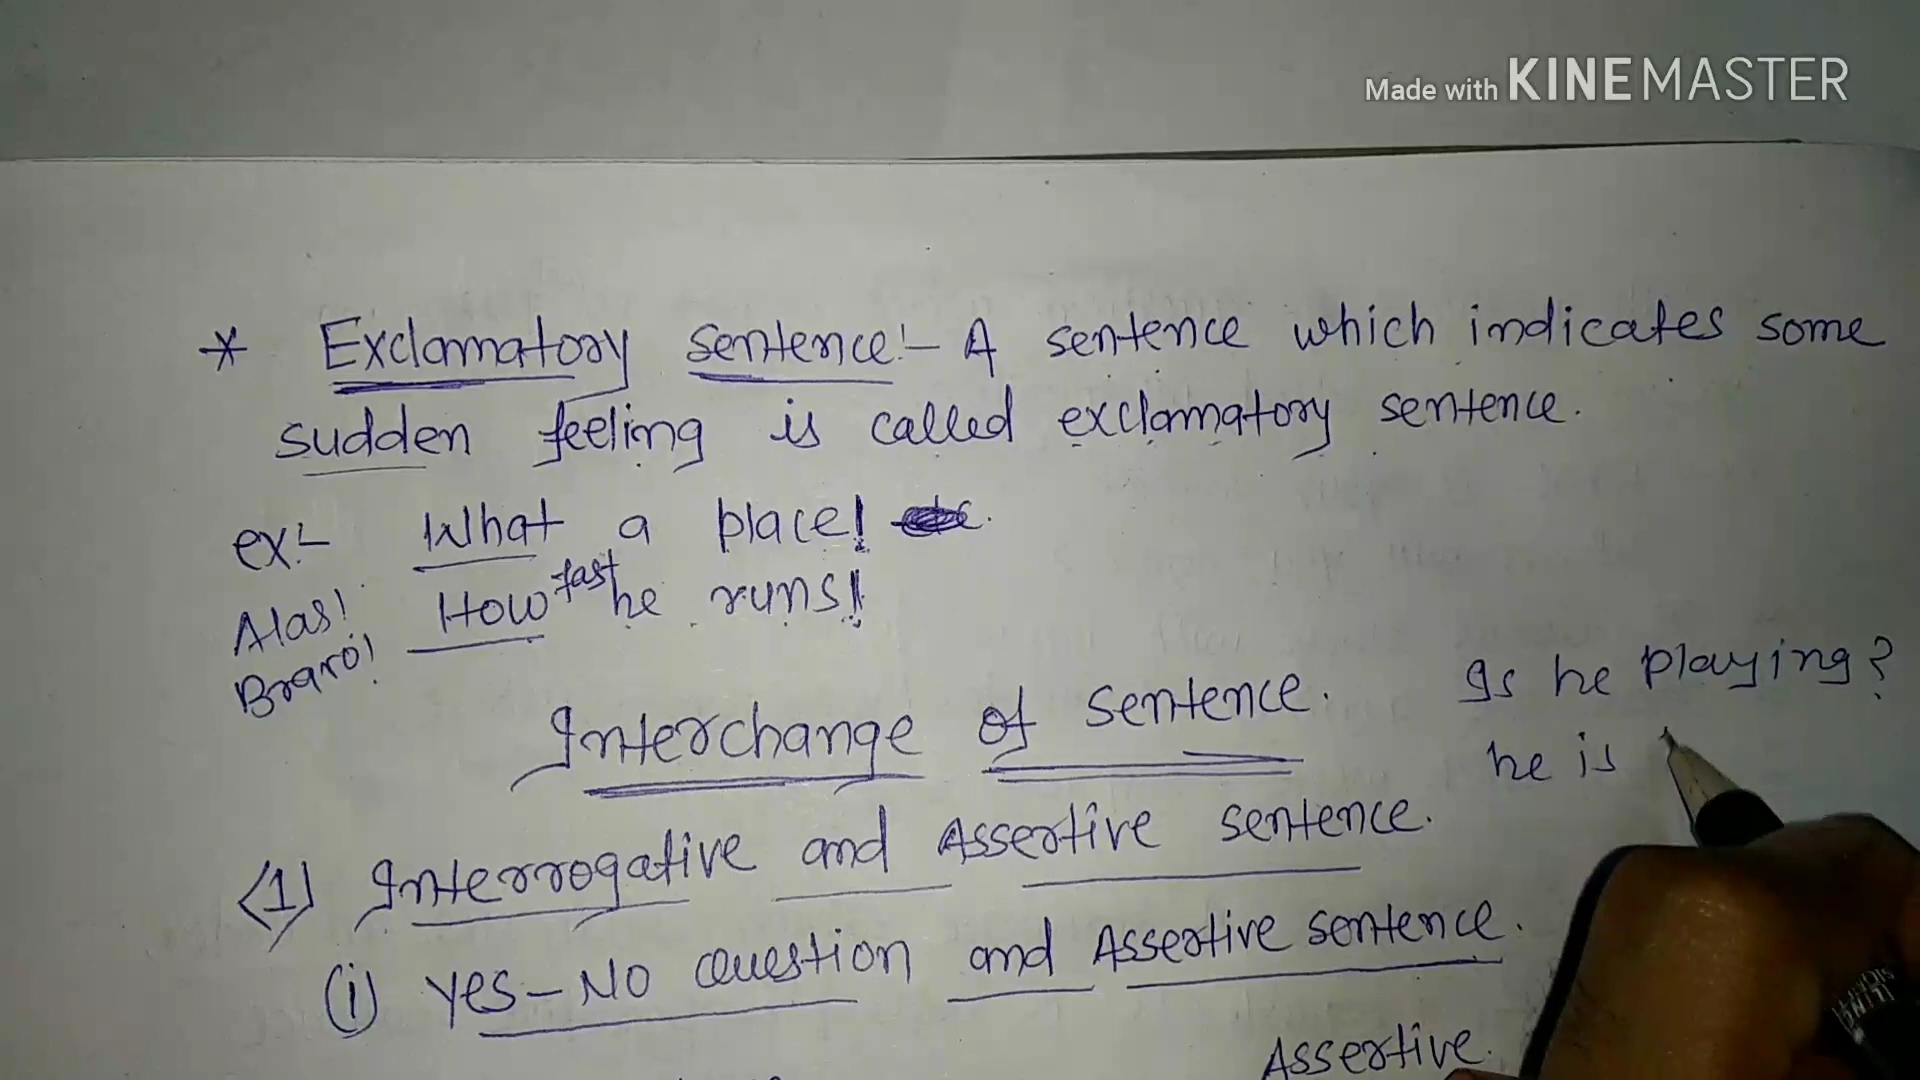 Made with KINEMASTER
* Exclamatory sentence:- A sentence which indicates some
sudden feeling is called exclamatory sentence.
ex:- What a place!
Alas! How fast he runs!
Bravo!
Interchange of sentence.
Is he playing?
he is
(1) Interrogative and Assertive sentence.
(i) Yes-No Question and Assertive sentence.
Assertive.